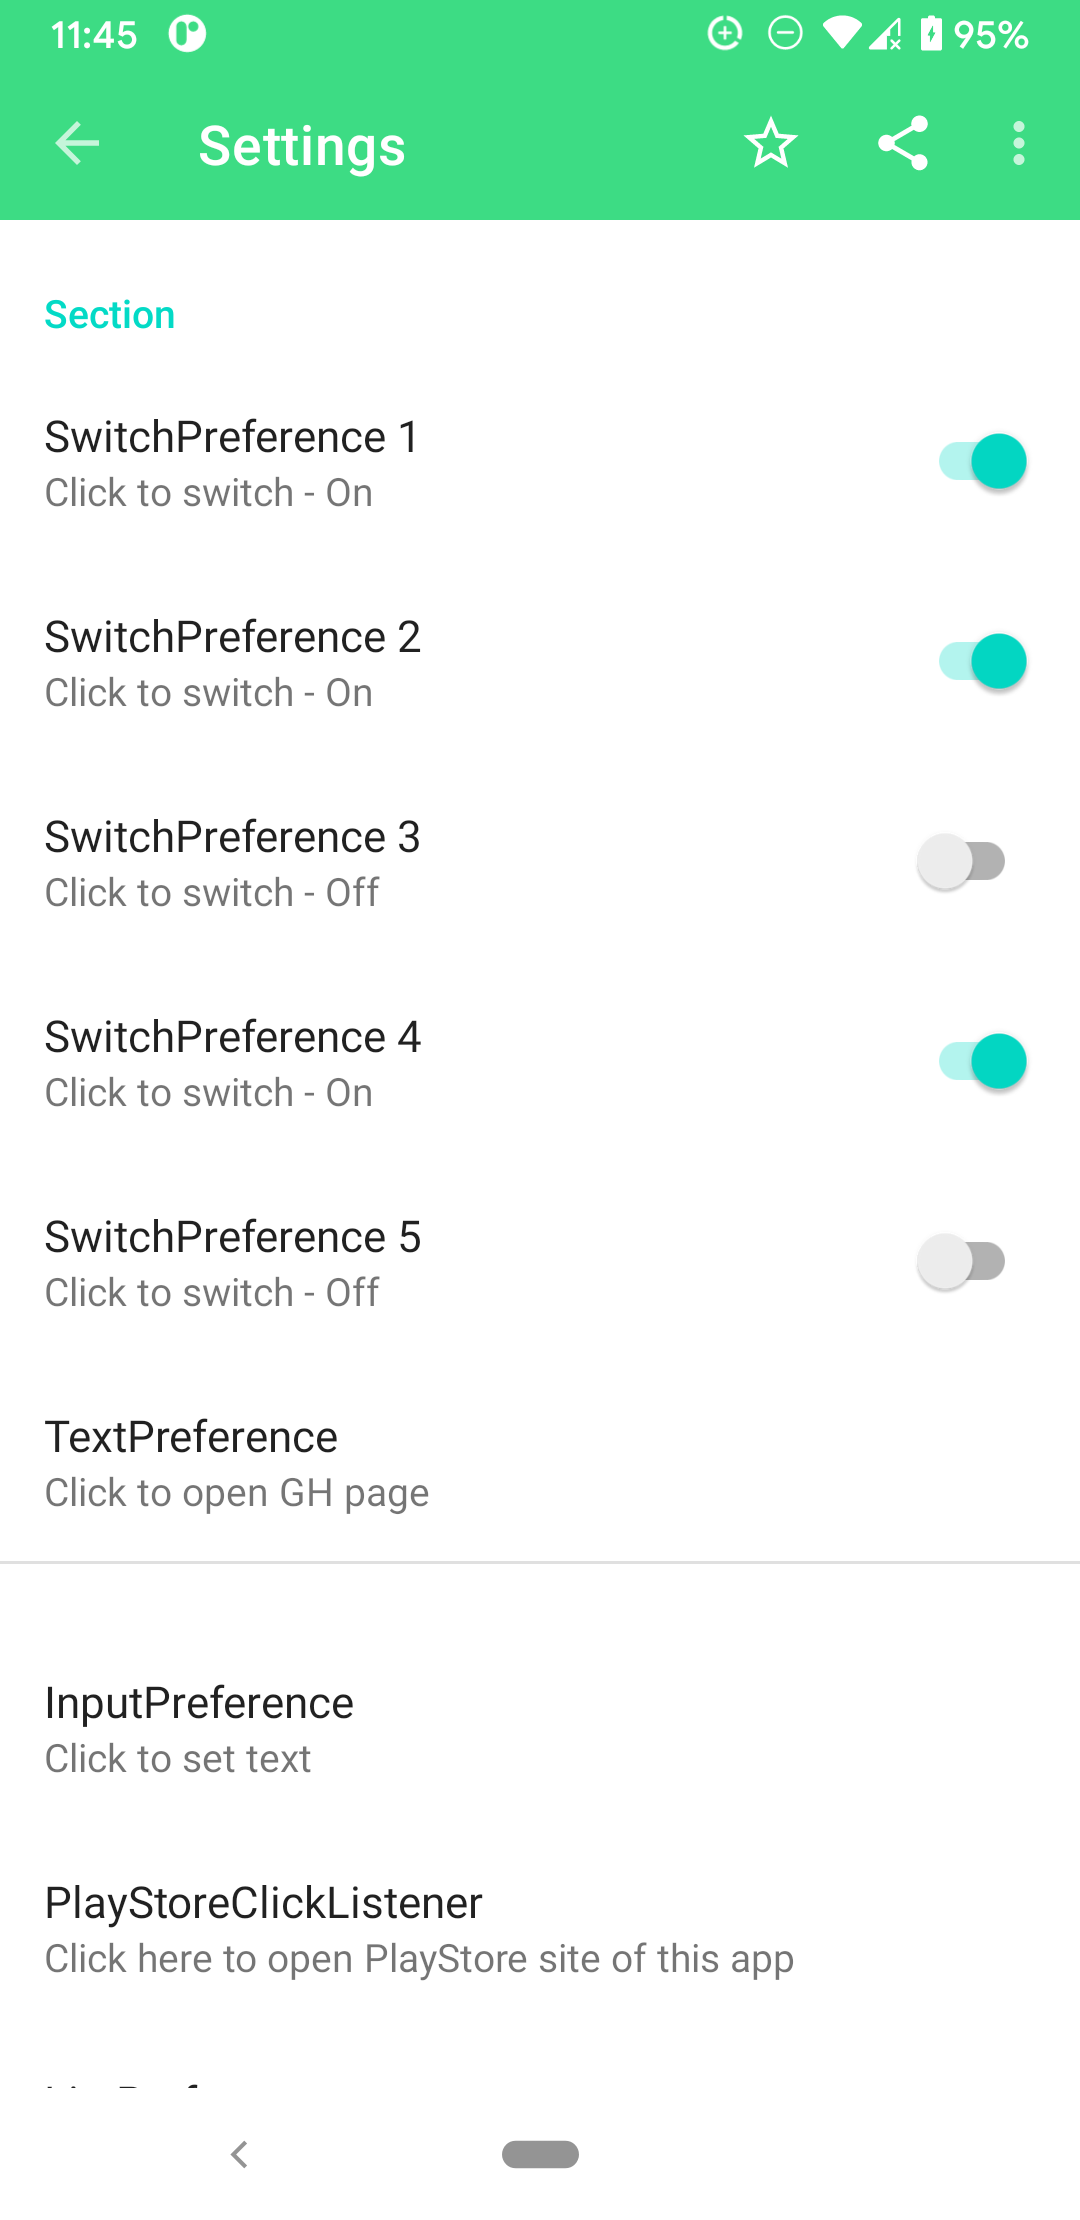 11:45
95%
Settings
Section
SwitchPreference 1
Click to switch - On
SwitchPreference 2
Click to switch - On
SwitchPreference 3
Click to switch - Off
SwitchPreference 4
Click to switch - On
SwitchPreference 5
Click to switch - Off
TextPreference
Click to open GH page
InputPreference
Click to set text
PlayStoreClickListener
Click here to open PlayStore site of this app